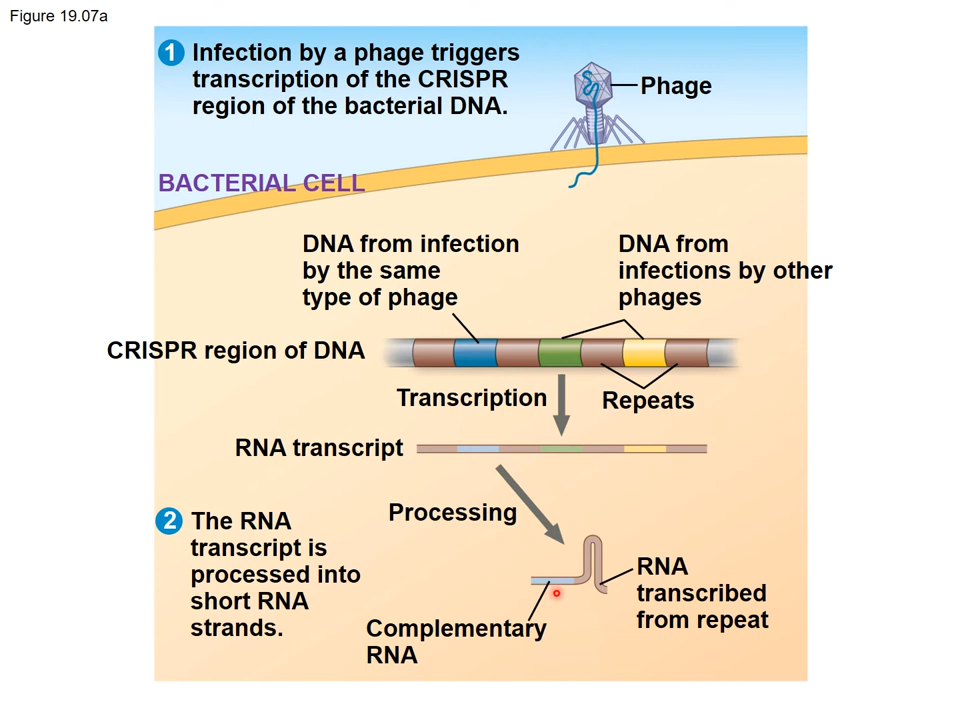 Figure 19.07a
1 Infection by a phage triggers
transcription of the CRISPR
region of the bacterial DNA.
Phage
BACTERIAL CELL
DNA from infection
by the same
type of phage
DNA from
infections by other
phages
CRISPR region of DNA
Transcription
Repeats
RNA transcript
Processing
2 The RNA
transcript is
processed into
short RNA
strands.
RNA
transcribed
from repeat
Complementary
RNA